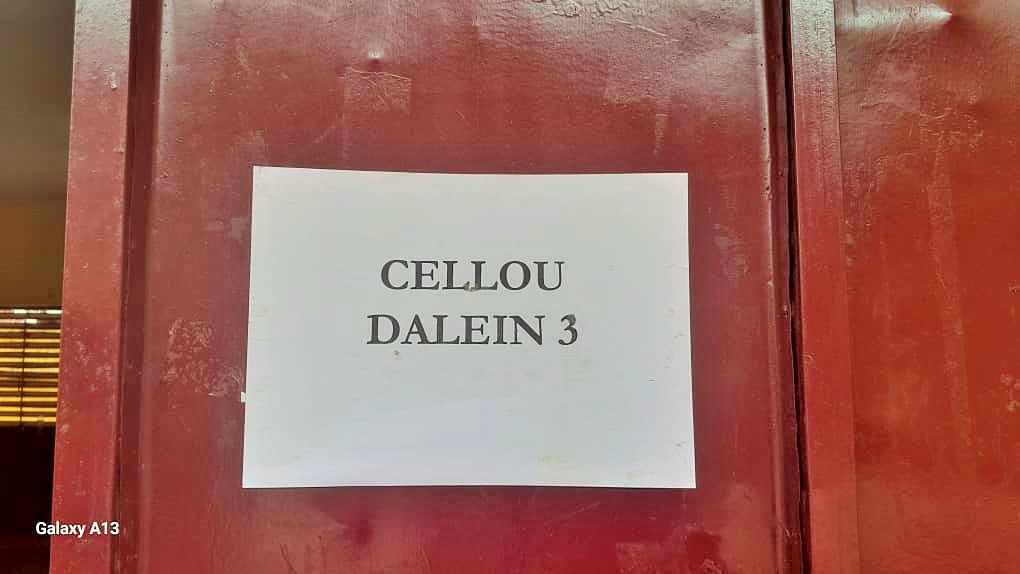 CELLOU
DALEIN 3
Galaxy A13